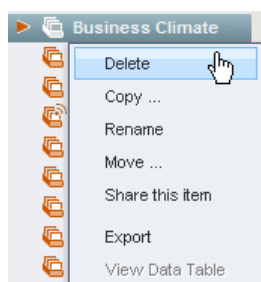 Business Climate
Delete
Copy ...
Rename
Move ...
Share this item
Export
View Data Table